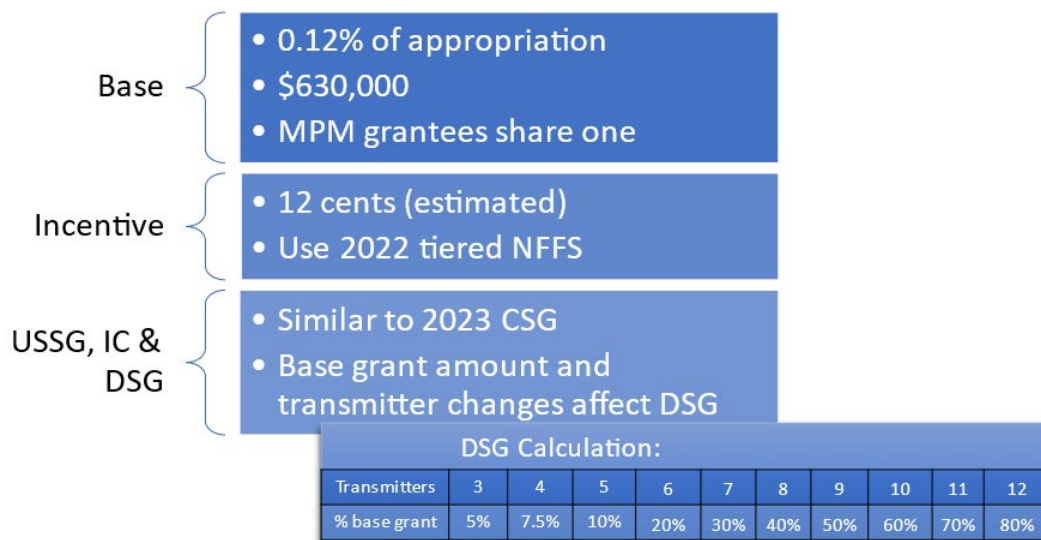 Base
• 0.12% of appropriation
• $630,000
• MPM grantees share one
Incentive
• 12 cents (estimated)
• Use 2022 tiered NFFS
USSG, IC &
DSG
• Similar to 2023 CSG
• Base grant amount and
transmitter changes affect DSG
DSG Calculation:
Transmitters 3 4 5 6 7 8 9 10 11 12
% base grant 5% 7.5% 10% 20% 30% 40% 50% 60% 70% 80%